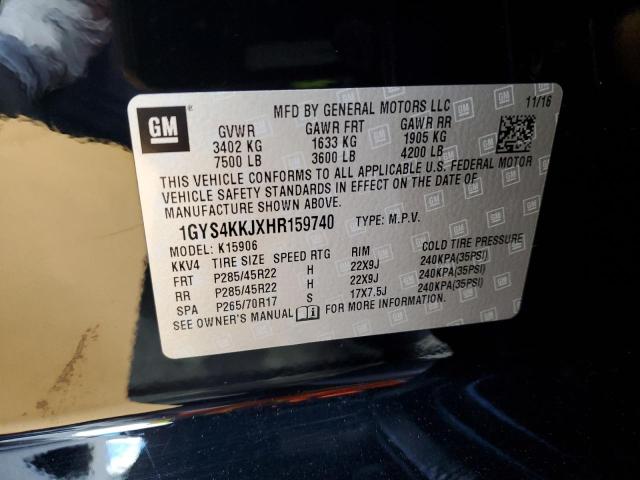 GM
MFD BY GENERAL MOTORS LLC 11/16
GVWR GAWR FRT GAWR RR
3402 KG 1633 KG 1905 KG
7500 LB 3600 LB 4200 LB
THIS VEHICLE CONFORMS TO ALL APPLICABLE U.S. FEDERAL MOTOR
VEHICLE SAFETY STANDARDS IN EFFECT ON THE DATE OF
MANUFACTURE SHOWN ABOVE.
1GYS4KKJXHR159740 TYPE: M.P.V.
MODEL: K15906
KKV4 TIRE SIZE SPEED RTG RIM COLD TIRE PRESSURE
FRT P285/45R22 H 22X9J 240KPA(35PSI)
RR P285/45R22 H 22X9J 240KPA(35PSI)
SPA P265/70R17 S 17X7.5J 240KPA(35PSI)
SEE OWNER'S MANUAL i FOR MORE INFORMATION.